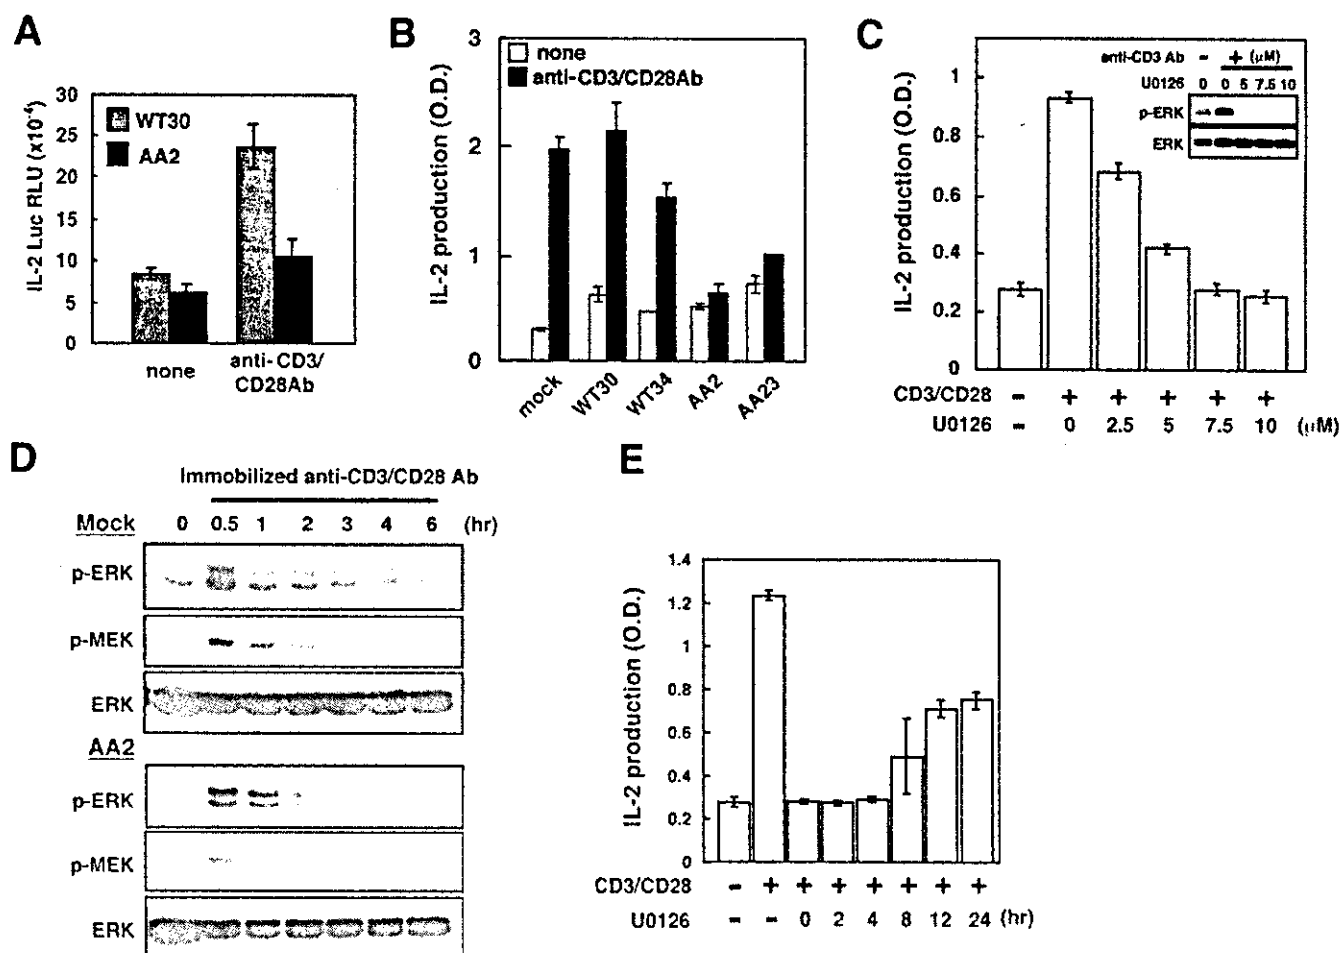 A
IL-2 Luc RLU (x10⁻⁴)
30
25
20
15
10
5
0
WT30
AA2
none
anti-CD3/
CD28Ab
B
IL-2 production (O.D.)
3
2
1
0
none
anti-CD3/CD28Ab
mock
WT30
WT34
AA2
AA23
C
IL-2 production (O.D.)
1
0.8
0.6
0.4
0.2
0
anti-CD3 Ab - + (μM)
U0126 0 0 5 7.5 10
p-ERK
ERK
CD3/CD28 - + + + + +
U0126 - 0 2.5 5 7.5 10 (μM)
D
Immobilized anti-CD3/CD28 Ab
Mock 0 0.5 1 2 3 4 6 (hr)
p-ERK
p-MEK
ERK
AA2
p-ERK
p-MEK
ERK
E
IL-2 production (O.D.)
1.4
1.2
1
0.8
0.6
0.4
0.2
0
CD3/CD28 - + + + + + + +
U0126 - - 0 2 4 8 12 24 (hr)